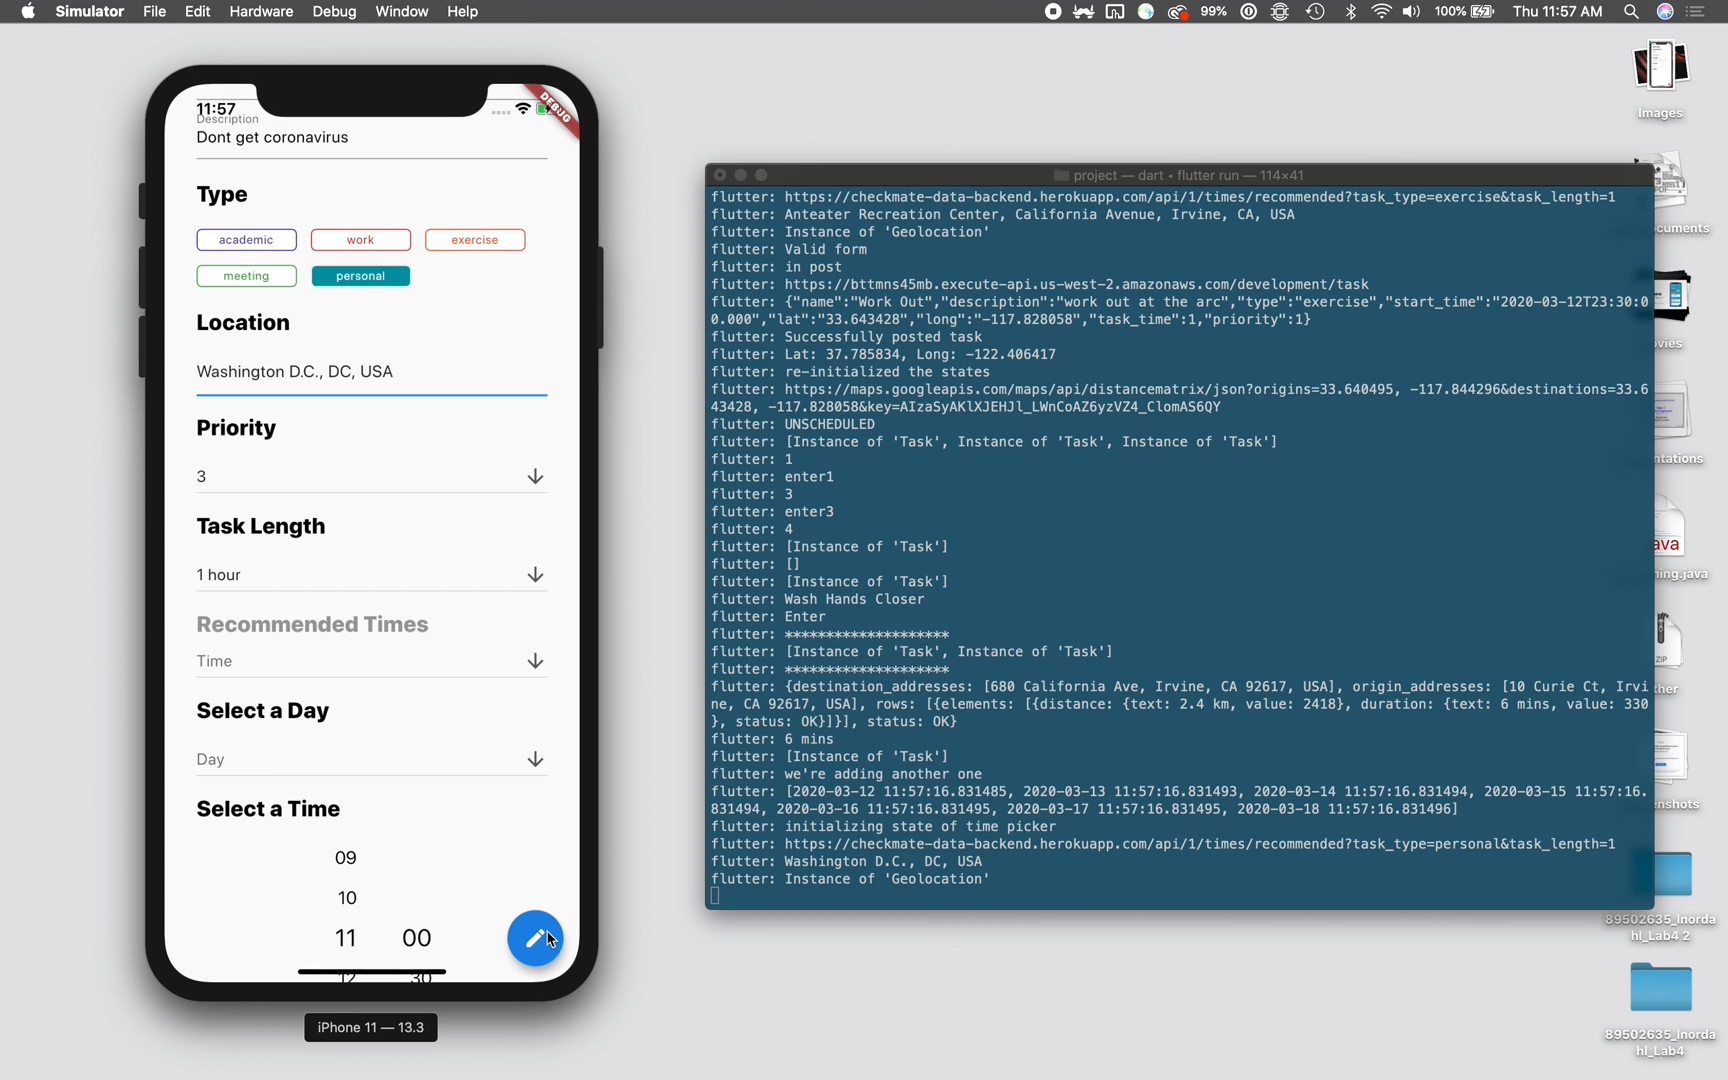 Simulator File Edit Hardware Debug Window Help
99% 100% Thu 11:57 AM
11:57
DEBUG
Description
Dont get coronavirus
Type
academic work exercise
meeting personal
Location
Washington D.C., DC, USA
Priority
3
Task Length
1 hour
Recommended Times
Time
Select a Day
Day
Select a Time
09
10
11 00
12 30
iPhone 11 — 13.3
project — dart • flutter run — 114×41
flutter: https://checkmate-data-backend.herokuapp.com/api/1/times/recommended?task_type=exercise&task_length=1
flutter: Anteater Recreation Center, California Avenue, Irvine, CA, USA
flutter: Instance of 'Geolocation'
flutter: Valid form
flutter: in post
flutter: https://bttmns45mb.execute-api.us-west-2.amazonaws.com/development/task
flutter: {"name":"Work Out","description":"work out at the arc","type":"exercise","start_time":"2020-03-12T23:30:0
0.000","lat":"33.643428","long":"-117.828058","task_time":1,"priority":1}
flutter: Successfully posted task
flutter: Lat: 37.785834, Long: -122.406417
flutter: re-initialized the states
flutter: https://maps.googleapis.com/maps/api/distancematrix/json?origins=33.640495, -117.844296&destinations=33.6
43428, -117.828058&key=AIzaSyAKlXJEHJl_LWnCoAZ6yzVZ4_ClomAS6QY
flutter: UNSCHEDULED
flutter: [Instance of 'Task', Instance of 'Task', Instance of 'Task']
flutter: 1
flutter: enter1
flutter: 3
flutter: enter3
flutter: 4
flutter: [Instance of 'Task']
flutter: []
flutter: [Instance of 'Task']
flutter: Wash Hands Closer
flutter: Enter
flutter: ********************
flutter: [Instance of 'Task', Instance of 'Task']
flutter: ********************
flutter: {destination_addresses: [680 California Ave, Irvine, CA 92617, USA], origin_addresses: [10 Curie Ct, Irvi
ne, CA 92617, USA], rows: [{elements: [{distance: {text: 2.4 km, value: 2418}, duration: {text: 6 mins, value: 330
}, status: OK}]}], status: OK}
flutter: 6 mins
flutter: [Instance of 'Task']
flutter: we're adding another one
flutter: [2020-03-12 11:57:16.831485, 2020-03-13 11:57:16.831493, 2020-03-14 11:57:16.831494, 2020-03-15 11:57:16.
831494, 2020-03-16 11:57:16.831495, 2020-03-17 11:57:16.831495, 2020-03-18 11:57:16.831496]
flutter: initializing state of time picker
flutter: https://checkmate-data-backend.herokuapp.com/api/1/times/recommended?task_type=personal&task_length=1
flutter: Washington D.C., DC, USA
flutter: Instance of 'Geolocation'
Images
PDF
cuments
vies
ntations
ava
ning.java
ZIP
her
enshots
89502635_lnorda
hl_Lab4 2
89502635_lnorda
hl_Lab4